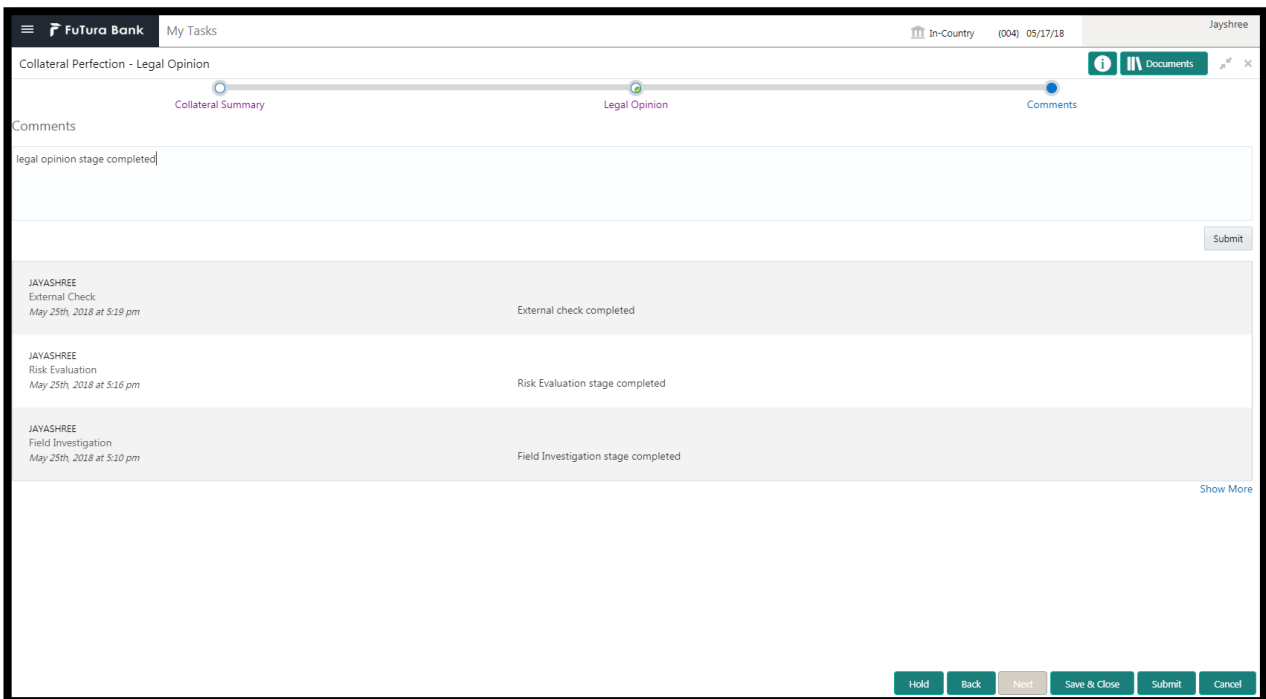 FuTura Bank
My Tasks
In-Country
(004) 05/17/18
Jayshree
Collateral Perfection - Legal Opinion
Documents
Collateral Summary
Legal Opinion
Comments
Comments
legal opinion stage completed
Submit
JAYASHREE
External Check
May 25th, 2018 at 5:19 pm
External check completed
JAYASHREE
Risk Evaluation
May 25th, 2018 at 5:16 pm
Risk Evaluation stage completed
JAYASHREE
Field Investigation
May 25th, 2018 at 5:10 pm
Field Investigation stage completed
Show More
Hold
Back
Next
Save & Close
Submit
Cancel